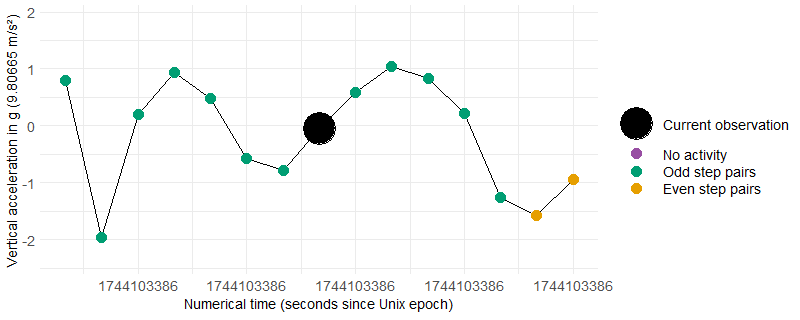 Vertical acceleration in g (9.80665 m/s²)
2
1
0
-1
-2
1744103386 1744103386 1744103386 1744103386 1744103386
Numerical time (seconds since Unix epoch)
Current observation
No activity
Odd step pairs
Even step pairs